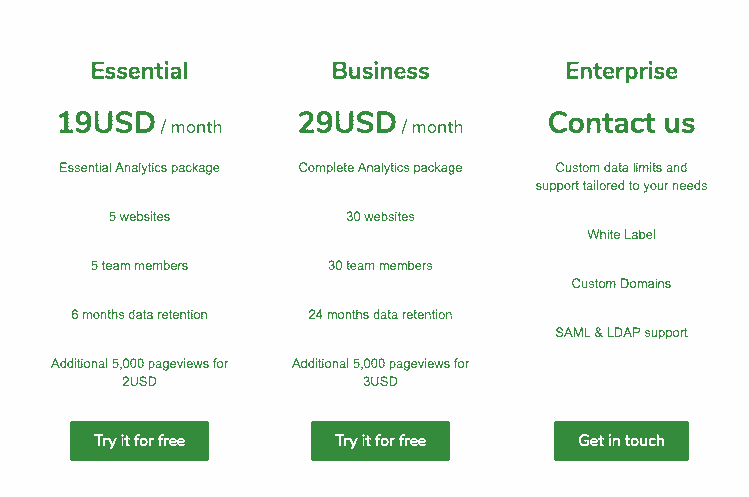 Essential
19USD / month
Essential Analytics package
5 websites
5 team members
6 months data retention
Additional 5,000 pageviews for
2USD
Try it for free
Business
29USD / month
Complete Analytics package
30 websites
30 team members
24 months data retention
Additional 5,000 pageviews for
3USD
Try it for free
Enterprise
Contact us
Custom data limits and
support tailored to your needs
White Label
Custom Domains
SAML & LDAP support
Get in touch